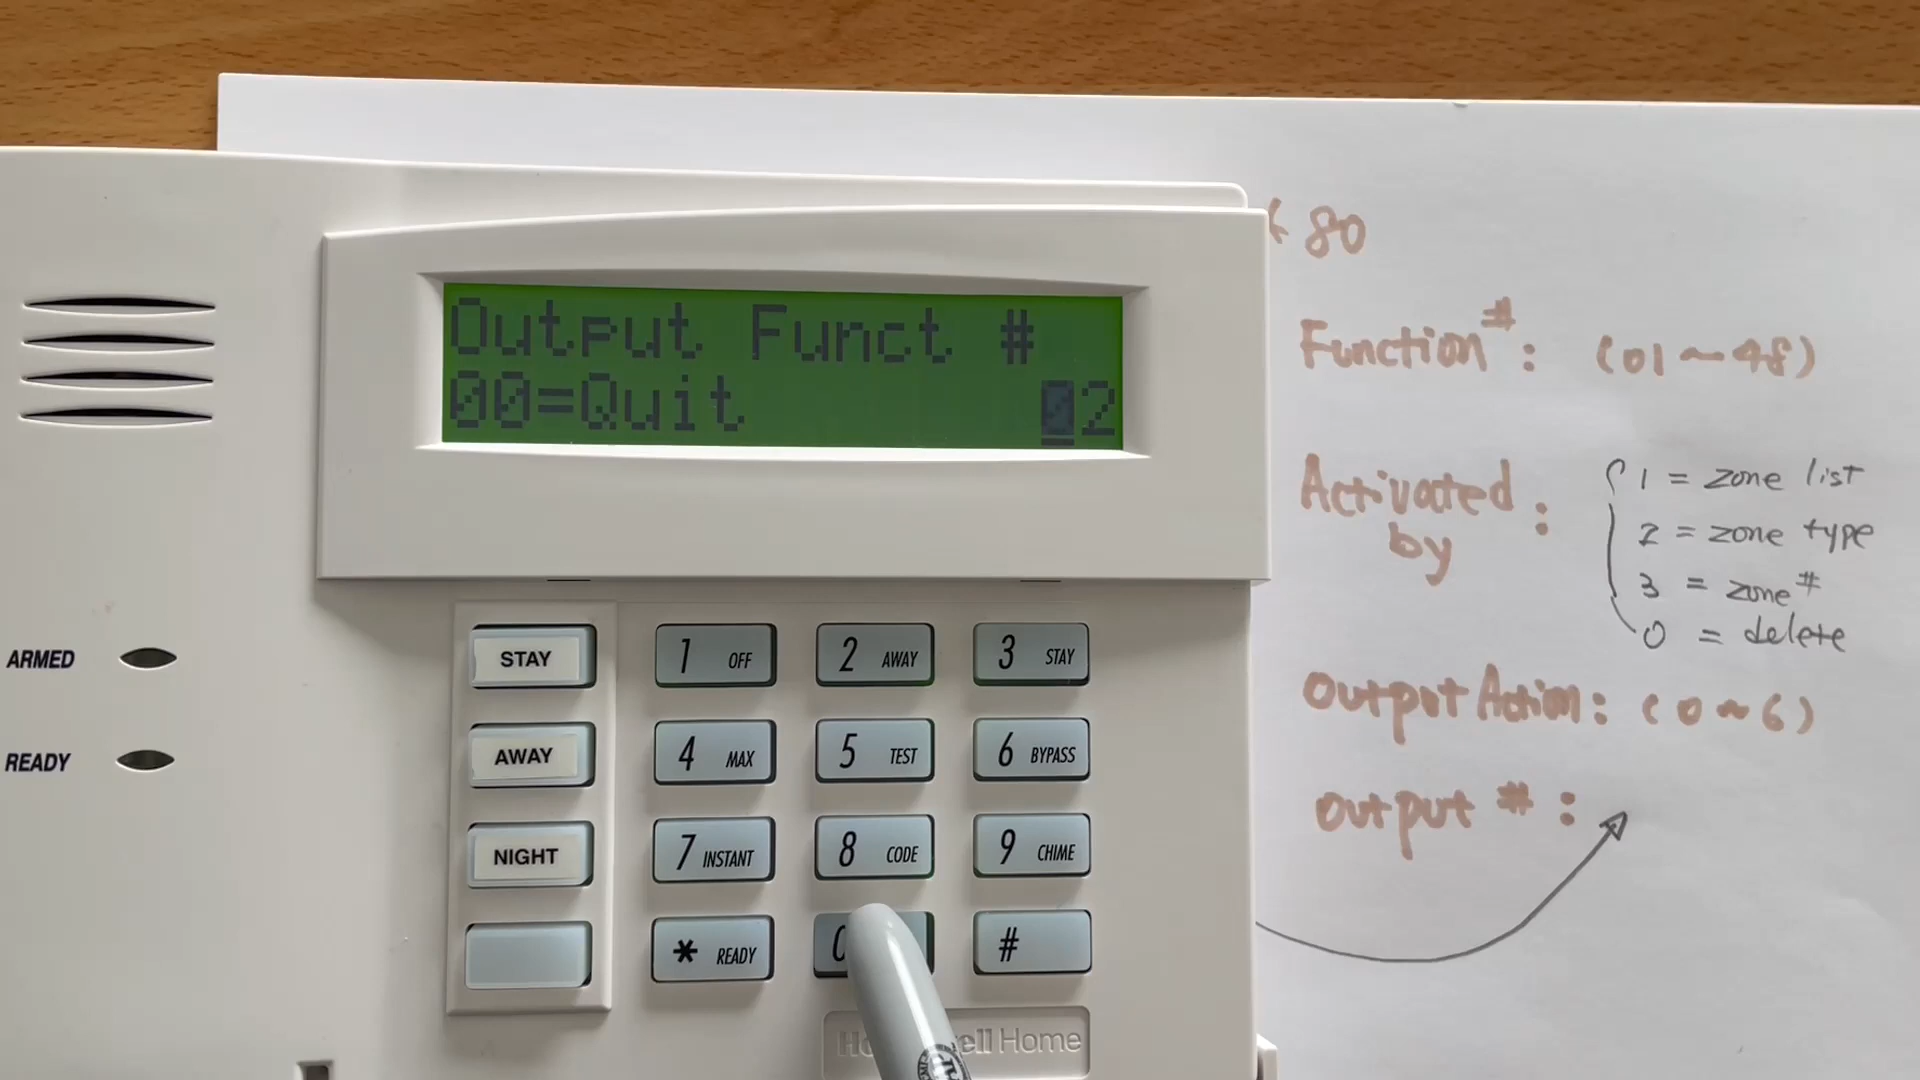 Output Funct #
00=Quit 02
ARMED
READY
STAY
AWAY
NIGHT
1 OFF
2 AWAY
3 STAY
4 MAX
5 TEST
6 BYPASS
7 INSTANT
8 CODE
9 CHIME
* READY
0
#
Home
80
Function # : (01 ~ 48)
Activated by :
1 = zone list
2 = zone type
3 = zone #
0 = delete
Output Action : (0 ~ 6)
output # :